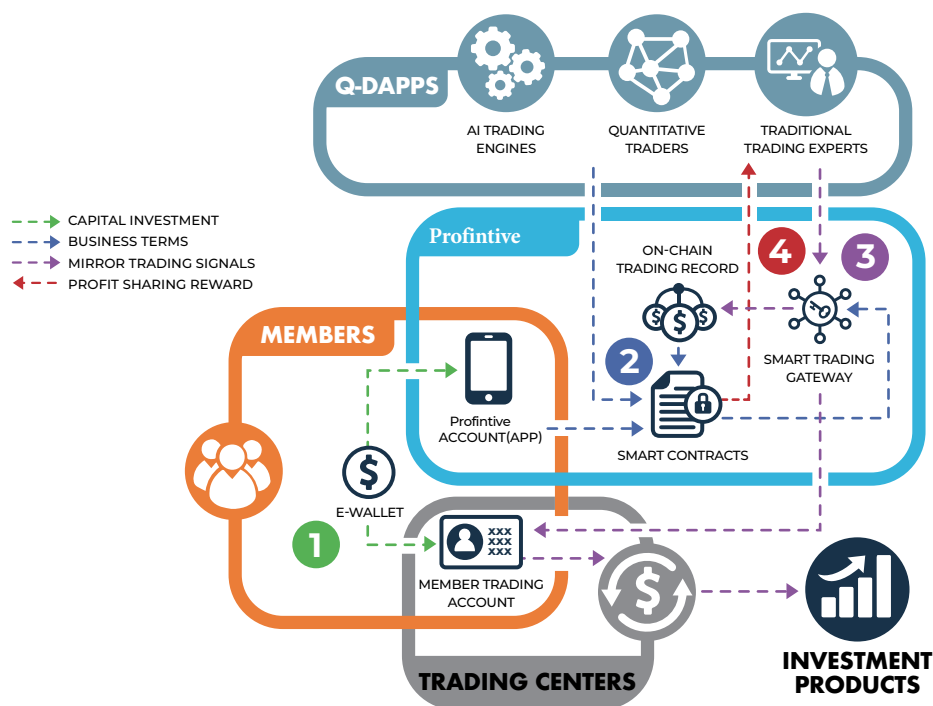 Q-DAPPS
AI TRADING
ENGINES
QUANTITATIVE
TRADERS
TRADITIONAL
TRADING EXPERTS
CAPITAL INVESTMENT
BUSINESS TERMS
MIRROR TRADING SIGNALS
PROFIT SHARING REWARD
Profintive
ON-CHAIN
TRADING RECORD
4
3
$
$
$
SMART TRADING
GATEWAY
2
MEMBERS
Profintive
ACCOUNT(APP)
SMART CONTRACTS
$
E-WALLET
1
XXX
XXX
XXX
MEMBER TRADING
ACCOUNT
$
TRADING CENTERS
INVESTMENT
PRODUCTS